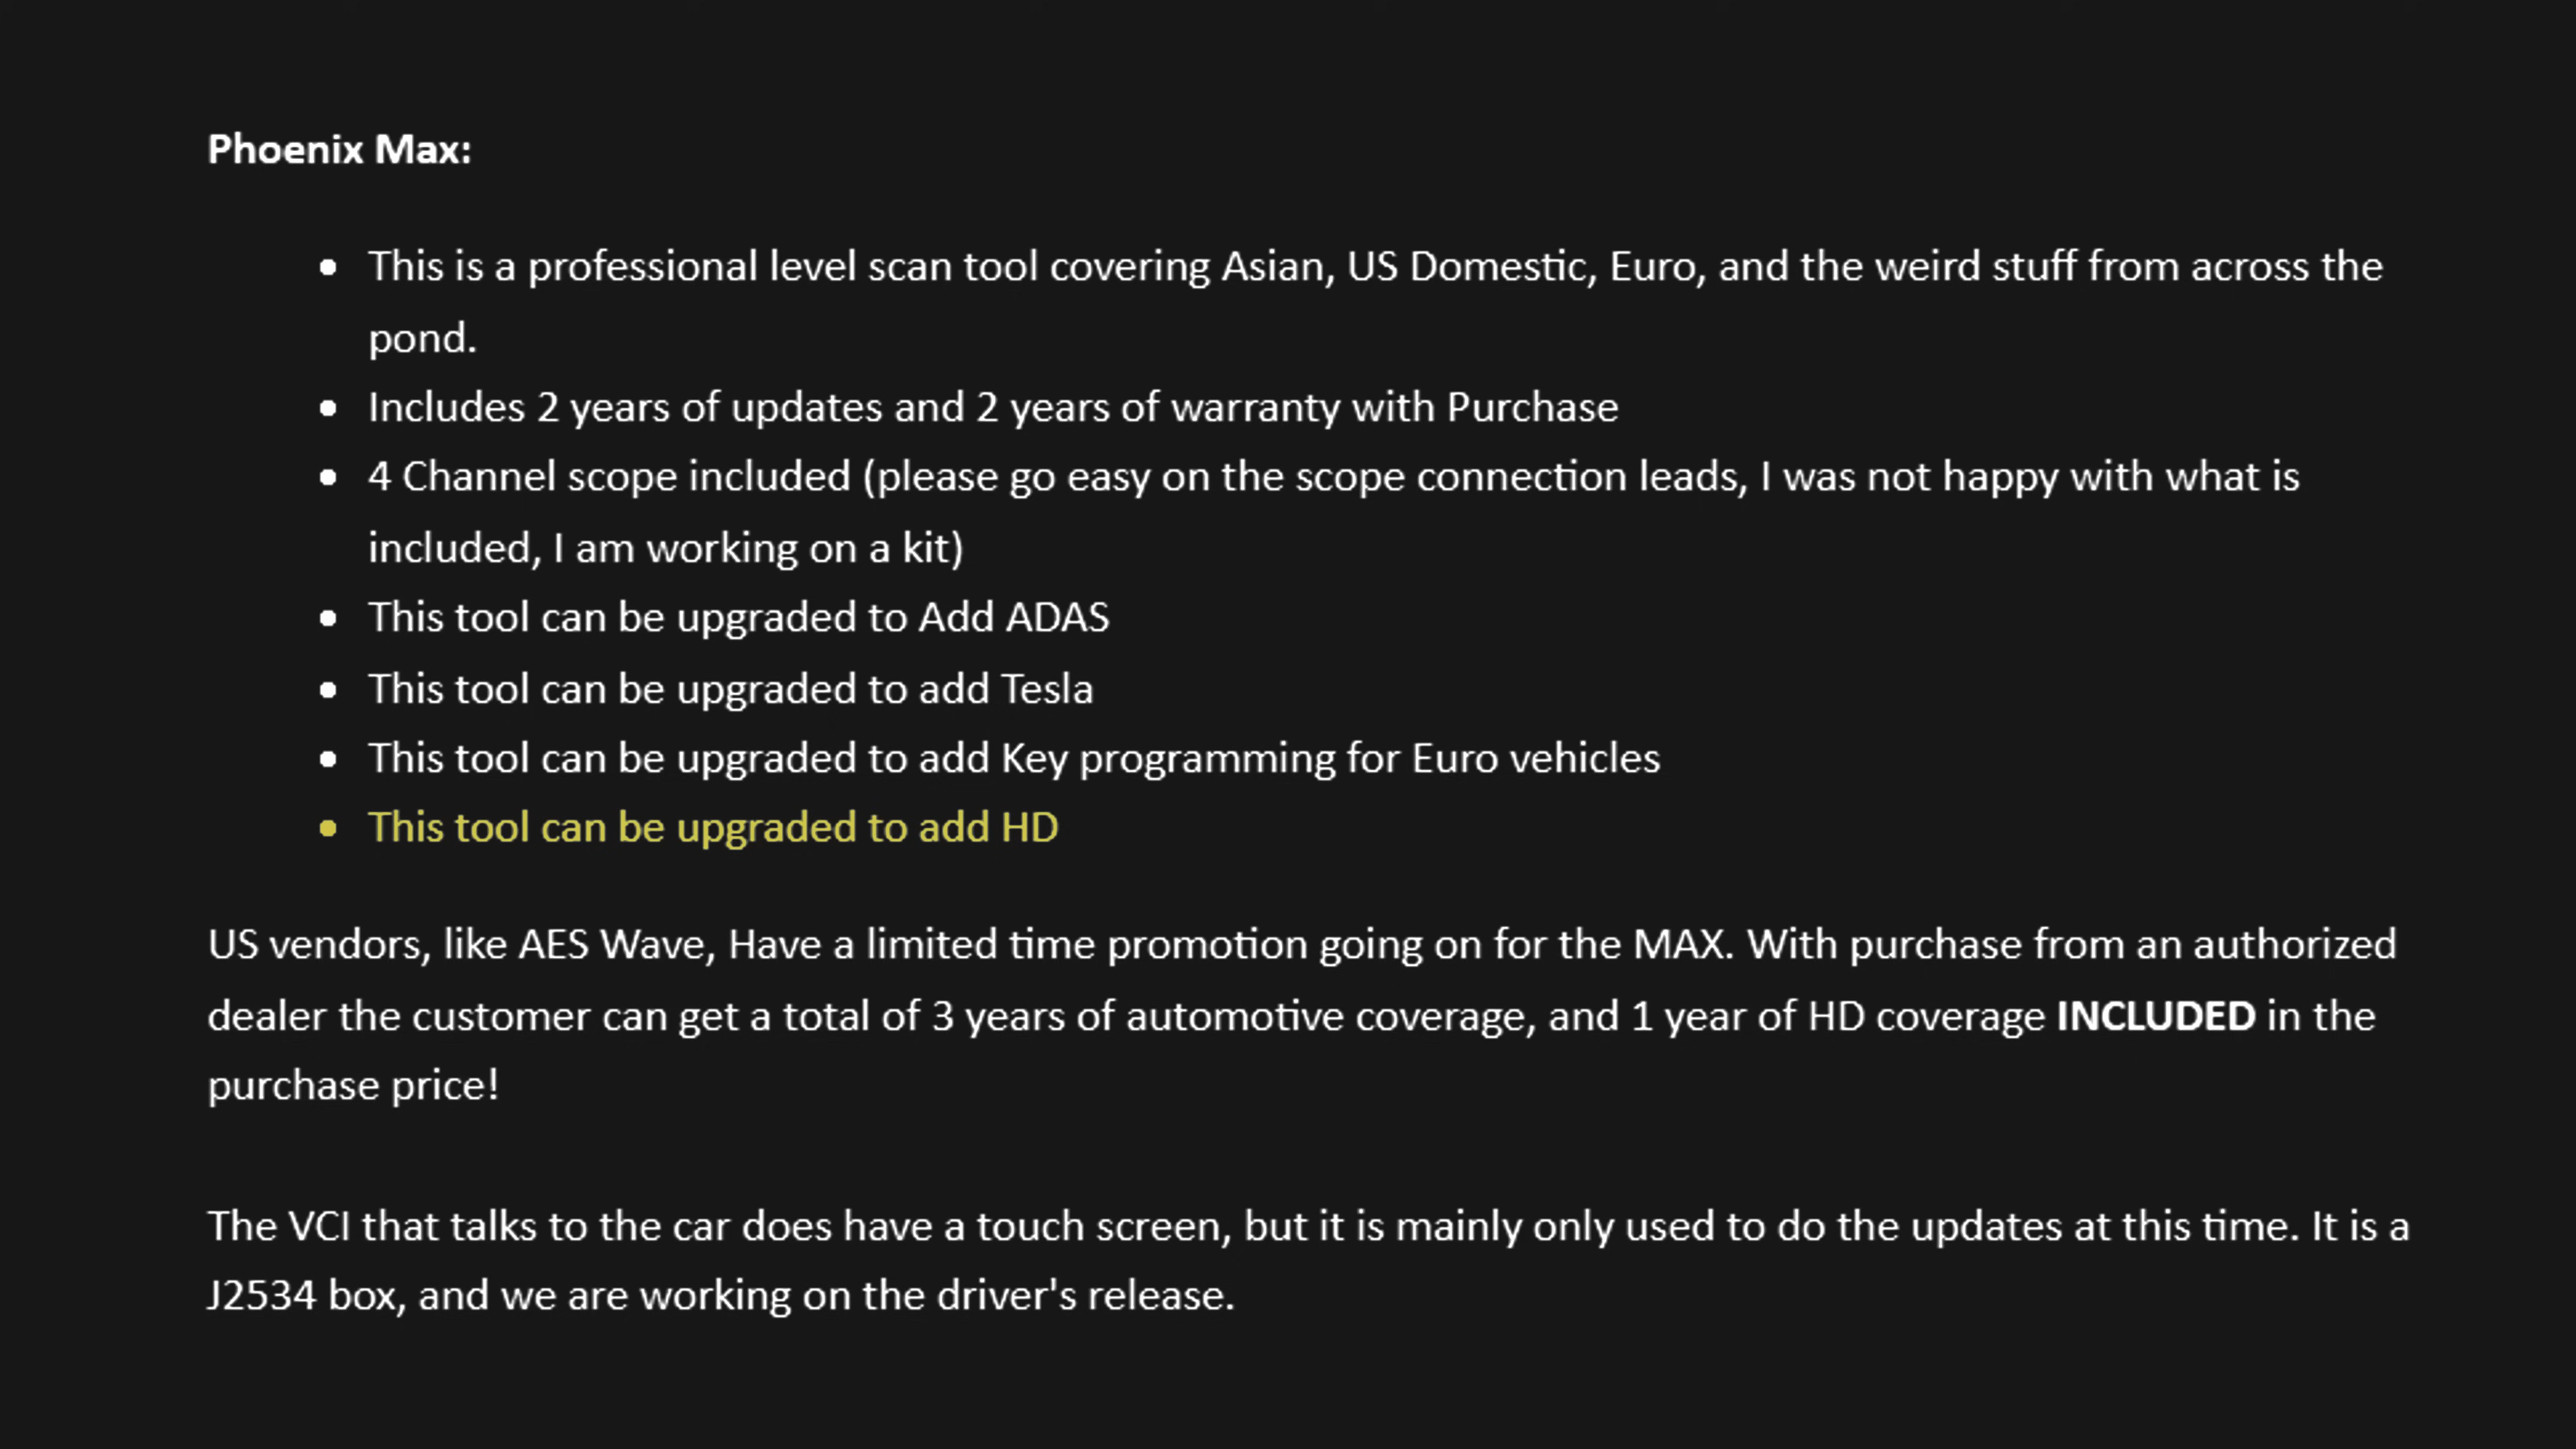 Phoenix Max:
• This is a professional level scan tool covering Asian, US Domestic, Euro, and the weird stuff from across the
pond.
• Includes 2 years of updates and 2 years of warranty with Purchase
• 4 Channel scope included (please go easy on the scope connection leads, I was not happy with what is
included, I am working on a kit)
• This tool can be upgraded to Add ADAS
• This tool can be upgraded to add Tesla
• This tool can be upgraded to add Key programming for Euro vehicles
• This tool can be upgraded to add HD
US vendors, like AES Wave, Have a limited time promotion going on for the MAX. With purchase from an authorized
dealer the customer can get a total of 3 years of automotive coverage, and 1 year of HD coverage INCLUDED in the
purchase price!
The VCI that talks to the car does have a touch screen, but it is mainly only used to do the updates at this time. It is a
J2534 box, and we are working on the driver's release.